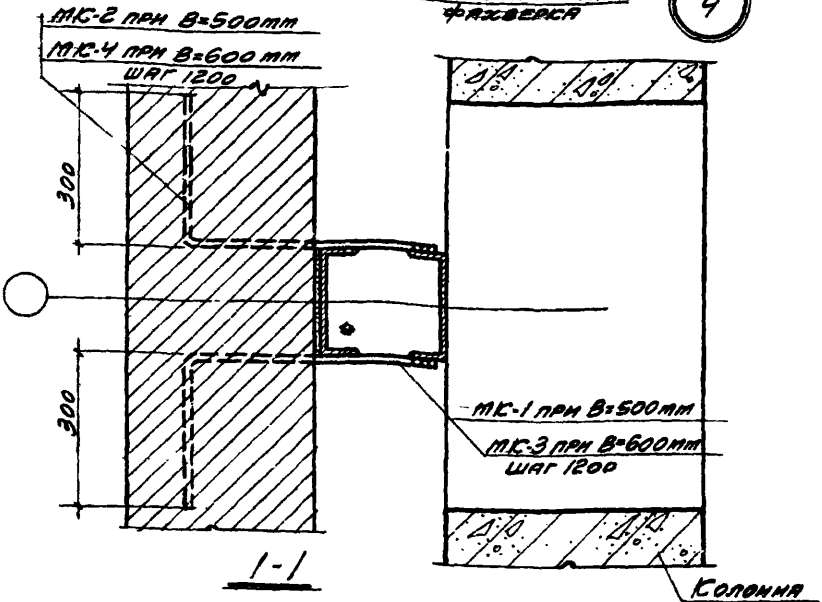 МК-2 ПРИ В=500мм
МК-4 ПРИ В=600мм
ШАГ 1200
ФАХВЕРКА
4
300
300
МК-1 ПРИ В=500мм
МК-3 ПРИ В=600мм
ШАГ 1200
1-1
КОЛОННА